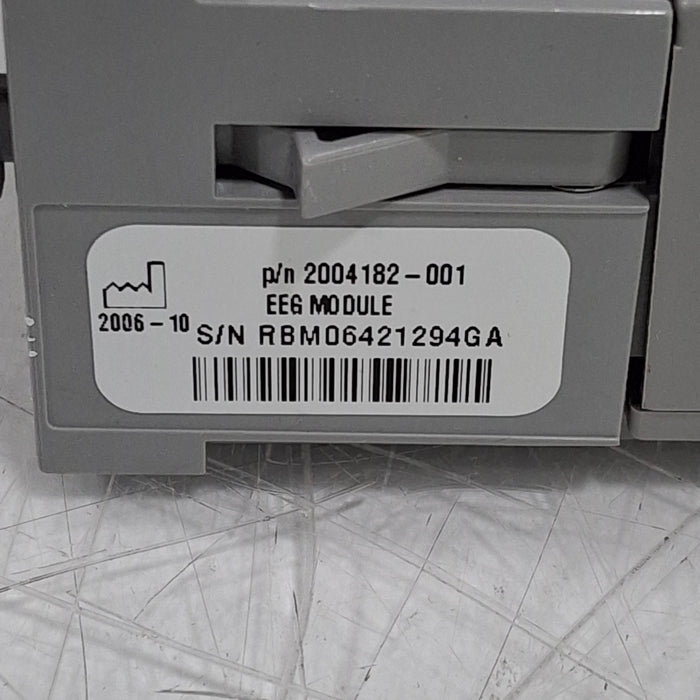 p/n 2004182-001
EEG MODULE
2006-10
S/N RBM06421294GA